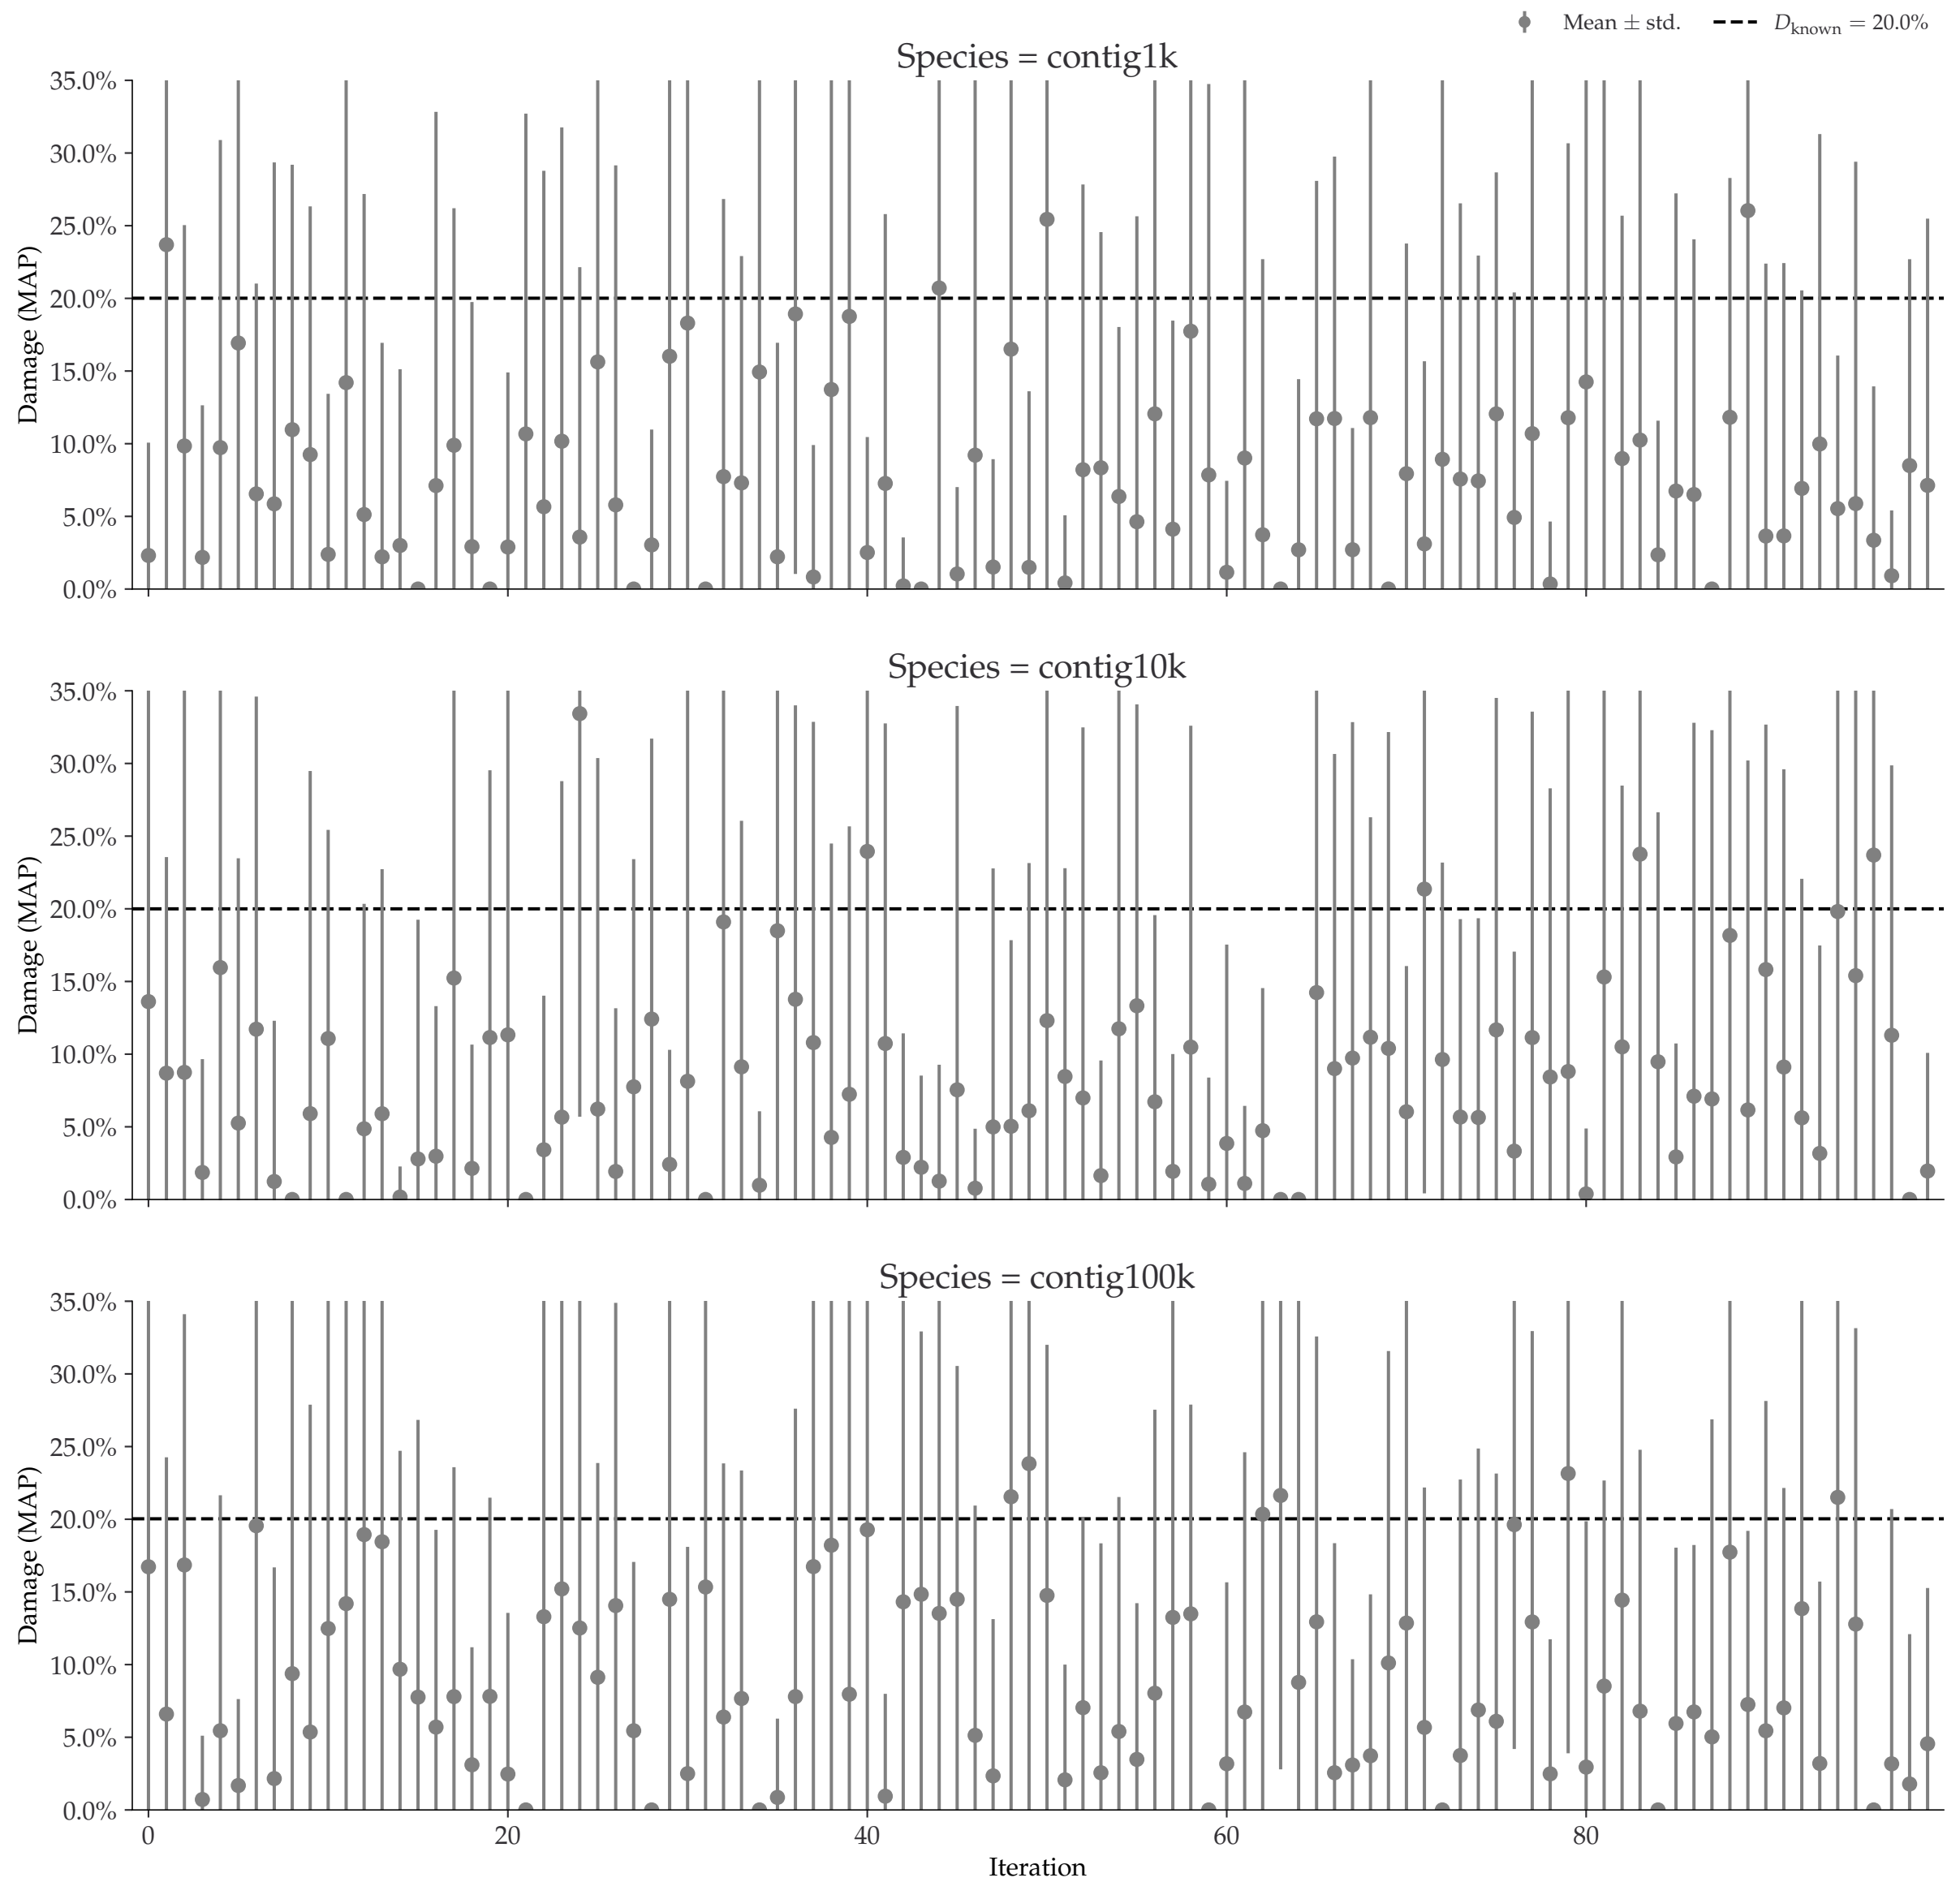 Mean ± std.
D_known = 20.0%
Species = contig1k
35.0%
30.0%
25.0%
20.0%
15.0%
10.0%
5.0%
0.0%
Damage (MAP)
Species = contig10k
35.0%
30.0%
25.0%
20.0%
15.0%
10.0%
5.0%
0.0%
Damage (MAP)
Species = contig100k
35.0%
30.0%
25.0%
20.0%
15.0%
10.0%
5.0%
0.0%
Damage (MAP)
0 20 40 60 80
Iteration